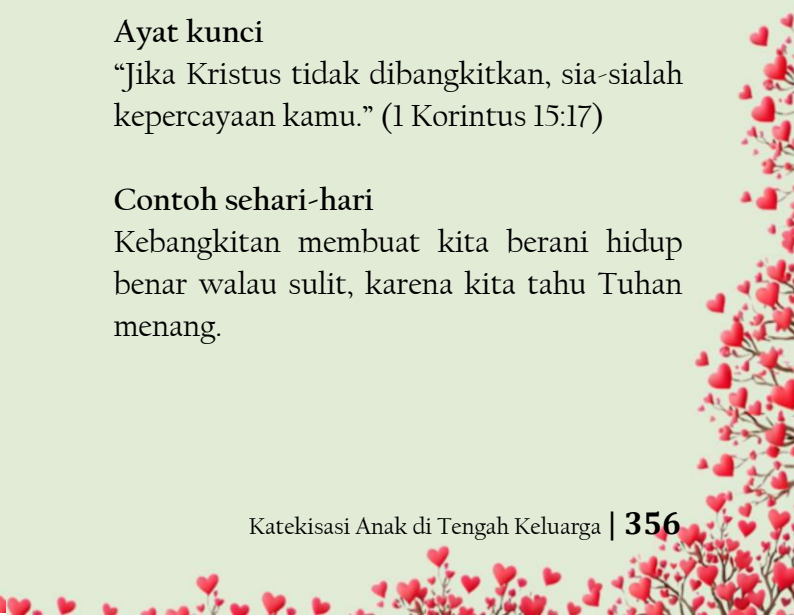 Ayat kunci
“Jika Kristus tidak dibangkitkan, sia-sialah
kepercayaan kamu.” (1 Korintus 15:17)
Contoh sehari-hari
Kebangkitan membuat kita berani hidup
benar walau sulit, karena kita tahu Tuhan
menang.
Katekisasi Anak di Tengah Keluarga | 356